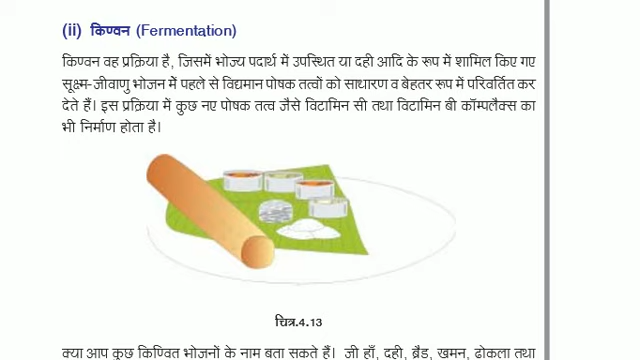 (ii) किण्वन (Fermentation)
किण्वन वह प्रक्रिया है, जिसमें भोज्य पदार्थ में उपस्थित या दही आदि के रूप में शामिल किए गए
सूक्ष्म-जीवाणु भोजन में पहले से विद्यमान पोषक तत्वों को साधारण व बेहतर रूप में परिवर्तित कर
देते हैं। इस प्रक्रिया में कुछ नए पोषक तत्व जैसे विटामिन सी तथा विटामिन बी कॉम्पलैक्स का
भी निर्माण होता है।
चित्र.4.13
क्या आप कुछ किण्वित भोजनों के नाम बता सकते हैं। जी हाँ, दही, ब्रैड, खमन, ढोकला तथा